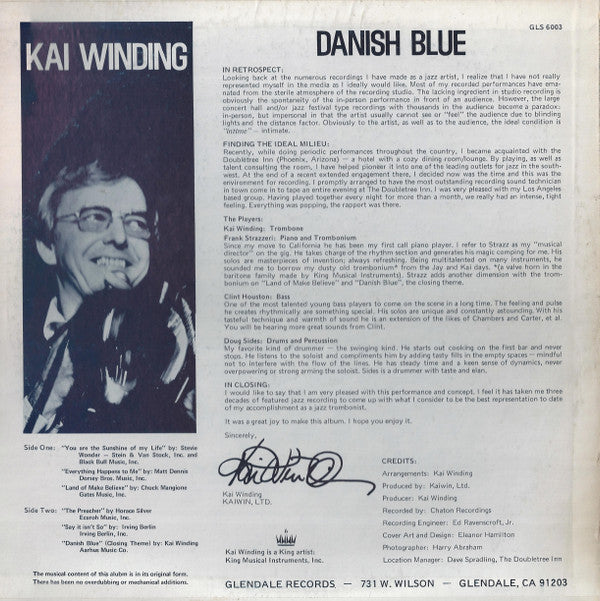 GLS 6003
KAI WINDING
DANISH BLUE
IN RETROSPECT:
Looking back at the numerous recordings I have made as a jazz artist, I realize that I have not really
represented myself in the media as I ideally would like. Most of my recorded performances have ema-
nated from the sterile atmosphere of the recording studio. The lacking ingredient in studio recording is
obviously the spontaneity of the in-person performance in front of an audience. However, the large
concert hall and/or jazz festival type recordings with thousands in the audience become a paradox:
in-person, but impersonal in that the artist usually cannot see or "feel" the audience due to blinding
lights and the distance factor. Obviously to the artist, as well as to the audience, the ideal condition is
"intime" — intimate.
FINDING THE IDEAL MILIEU:
Recently, while doing periodic performances throughout the country, I became acquainted with the
Doubletree Inn (Phoenix, Arizona) — a hotel with a cozy dining room/lounge. By playing, as well as
talent consulting the room, I have helped pioneer it into one of the leading outlets for jazz in the south-
west. At the end of a recent extended engagement there, I decided now was the time and this was the
environment for recording. I promptly arranged to have the most outstanding recording sound technician
in town come in to tape an entire evening at The Doubletree Inn. I was very pleased with my Los Angeles
based group. Having played together every night for more than a month, we really had an intense, tight
feeling. Everything was popping, the rapport was there.
The Players:
Kai Winding: Trombone
Frank Strazzeri: Piano and Trombonium
Since my move to California he has been my first call piano player. I refer to Strazz as my "musical
director" on the gig. He takes charge of the rhythm section and generates his magic comping for me. His
solos are masterpieces of invention; always refreshing. Being multitalented on many instruments, he
sounded me to borrow my dusty old trombonium* from the Jay and Kai days. *(a valve horn in the
baritone family made by King Musical Instruments). Strazz adds another dimension with the trom-
bonium on "Land of Make Believe" and "Danish Blue", the closing theme.
Clint Houston: Bass
One of the most talented young bass players to come on the scene in a long time. The feeling and pulse
he creates rhythmically are something special. His solos are unique and constantly astounding. With his
tasteful technique and warmth of sound he is an extension of the likes of Chambers and Carter, et al.
You will be hearing more great sounds from Clint.
Doug Sides: Drums and Percussion
My favorite kind of drummer — the swinging kind. He starts out cooking on the first bar and never
stops. He listens to the soloist and compliments him by adding tasty fills in the empty spaces — mindful
not to interfere with the flow of the lines. He has steady time and a keen sense of dynamics, never
overpowering or strong arming the soloist. Sides is a drummer with taste and elan.
IN CLOSING:
I would like to say that I am very pleased with this performance and concept. I feel it has taken me three
decades of featured jazz recording to come up with what I consider to be the best representation to date
of my accomplishment as a jazz trombonist.
It was great joy to make this album. I hope you enjoy it.
Sincerely,
Kai Winding
Kai Winding
KAIWIN, LTD.
Kai Winding is a King artist:
King Musical Instruments, Inc.
CREDITS:
Arrangements: Kai Winding
Produced by: Kaiwin, Ltd.
Producer: Kai Winding
Recorded by: Chaton Recordings
Recording Engineer: Ed Ravenscroft, Jr.
Cover Art and Design: Eleanor Hamilton
Photographer: Harry Abraham
Location Manager: Dave Spradling, The Doubletree Inn
Side One: "You are the Sunshine of my Life" by: Stevie
Wonder — Stein & Van Stock, Inc. and
Black Bull Music, Inc.
"Everything Happens to Me" by: Matt Dennis
Dorsey Bros. Music, Inc.
"Land of Make Believe" by: Chuck Mangione
Gates Music, Inc.
Side Two: "The Preacher" by Horace Silver
Ecaroh Music, Inc.
"Say it isn't So" by: Irving Berlin
Irving Berlin, Inc.
"Danish Blue" (Closing Theme) by: Kai Winding
Aarhus Music Co.
The musical content of this album is in its original form.
There has been no overdubbing or mechanical additions.
GLENDALE RECORDS — 731 W. WILSON — GLENDALE, CA 91203